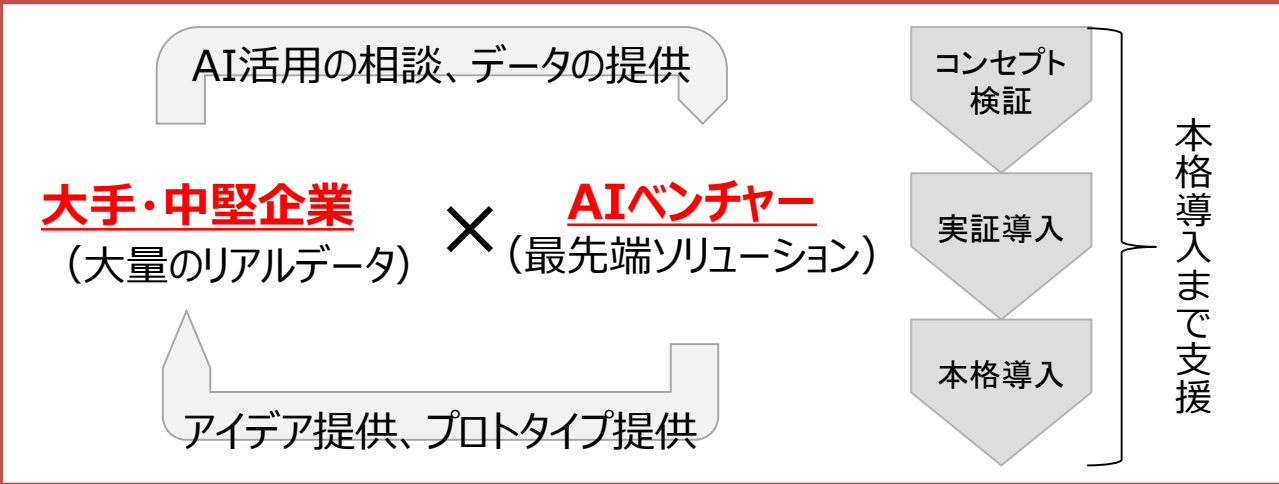 AI活用の相談、データの提供
大手・中堅企業
（大量のリアルデータ）
×
AIベンチャー
（最先端ソリューション）
アイデア提供、プロトタイプ提供
コンセプト
検証
実証導入
本格導入
本格導入まで支援